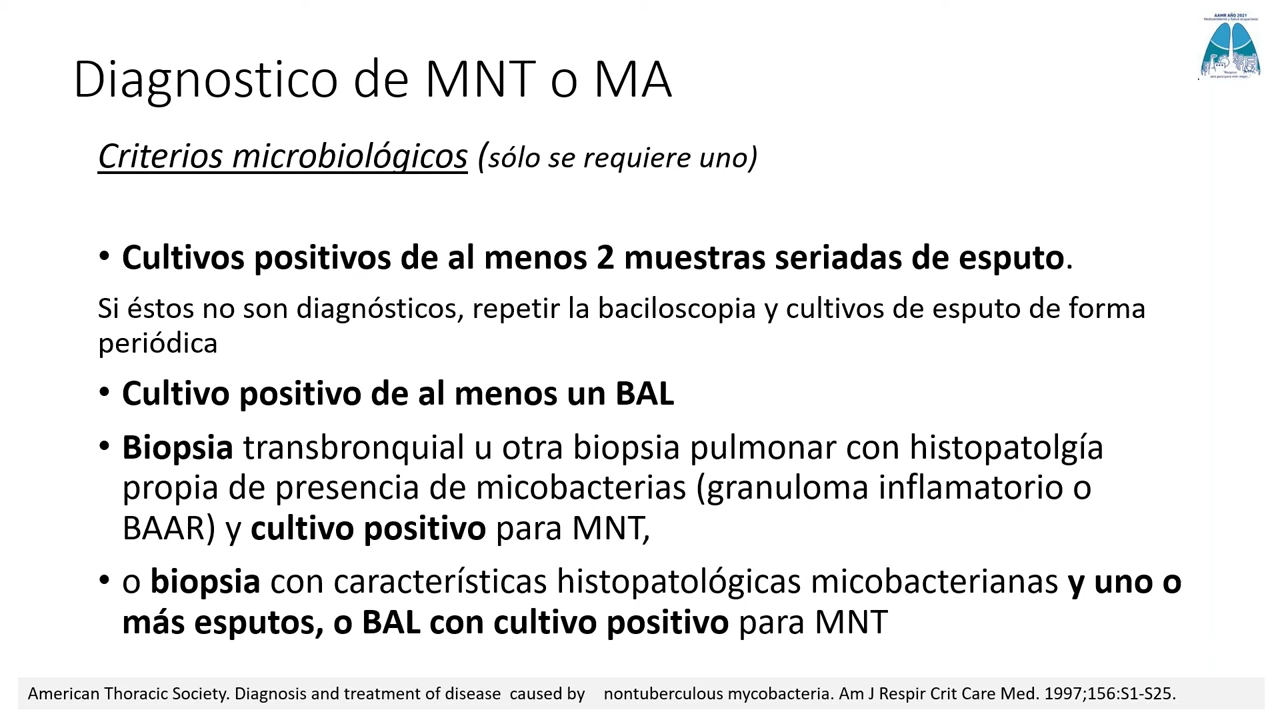 AAMR AÑO 2021
Diagnostico de MNT o MA
Criterios microbiológicos (sólo se requiere uno)
• Cultivos positivos de al menos 2 muestras seriadas de esputo.
Si éstos no son diagnósticos, repetir la baciloscopia y cultivos de esputo de forma
periódica
• Cultivo positivo de al menos un BAL
• Biopsia transbronquial u otra biopsia pulmonar con histopatolgía
propia de presencia de micobacterias (granuloma inflamatorio o
BAAR) y cultivo positivo para MNT,
• o biopsia con características histopatológicas micobacterianas y uno o
más esputos, o BAL con cultivo positivo para MNT
American Thoracic Society. Diagnosis and treatment of disease caused by nontuberculous mycobacteria. Am J Respir Crit Care Med. 1997;156:S1-S25.